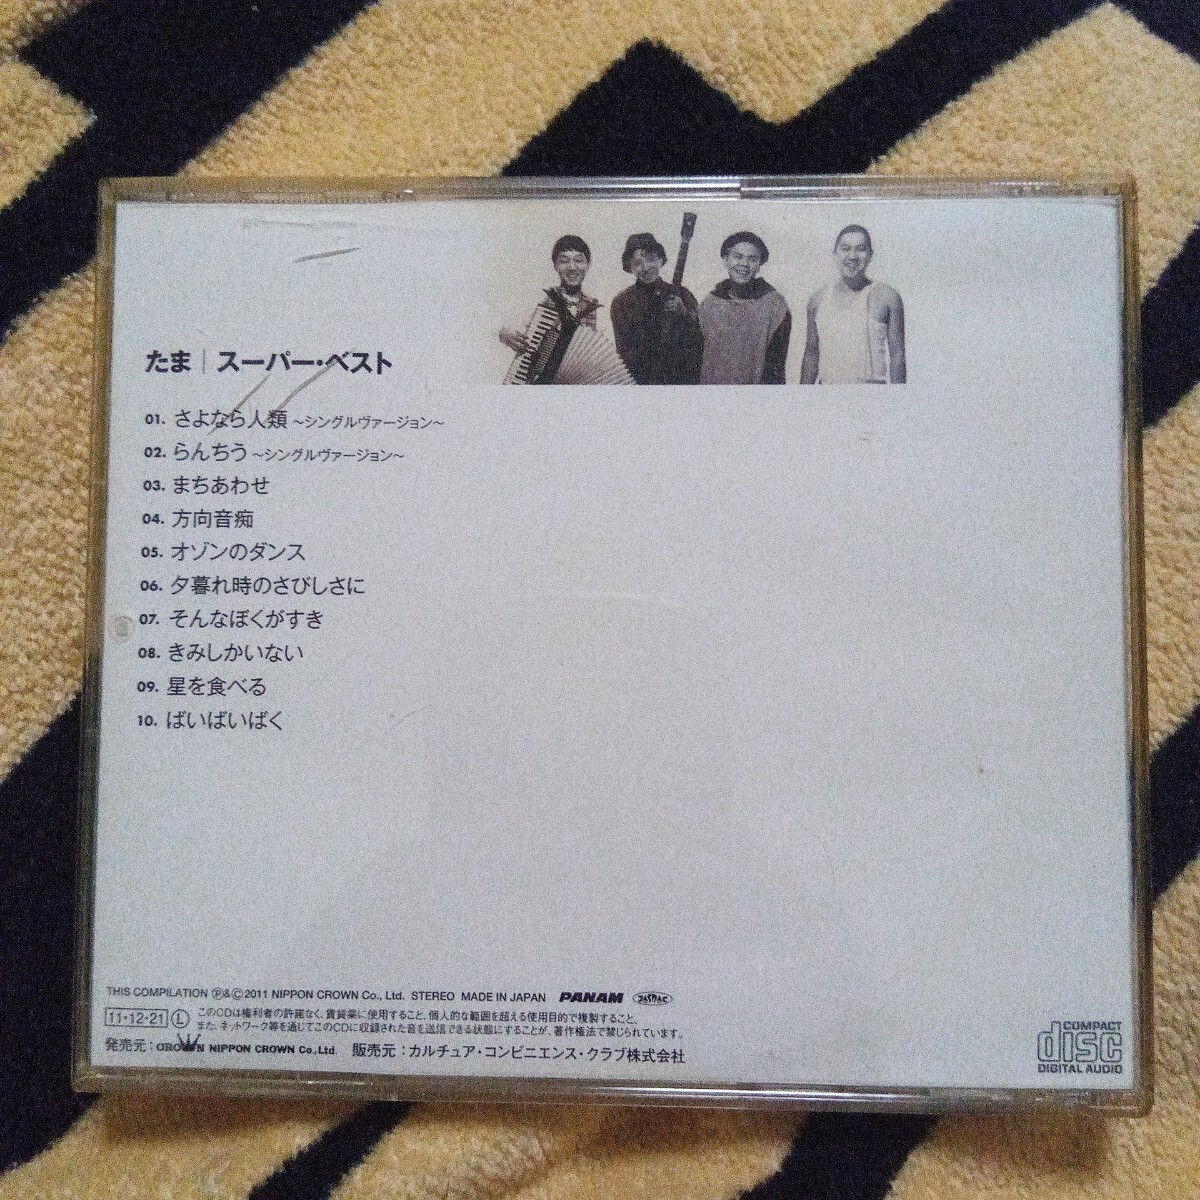 たま｜スーパー・ベスト
01. さよなら人類 〜シングルヴァージョン〜
02. らんちう 〜シングルヴァージョン〜
03. まちあわせ
04. 方向音痴
05. オゾンのダンス
06. 夕暮れ時のさびしさに
07. そんなぼくがすき
08. きみしかいない
09. 星を食べる
10. ばいばいばく
THIS COMPILATION ℗&©2011 NIPPON CROWN Co., Ltd. STEREO MADE IN JAPAN PANAM JASRAC
11・12・21 Ⓛ このCDは権利者の許諾なく、賃貸業に使用すること、個人的な範囲を超える使用目的で複製すること、
また、ネットワーク等を通じてこのCDに収録された音を送信できる状態にすることが、著作権法で禁じられています。
発売元：CROWN NIPPON CROWN Co.,Ltd. 販売元：カルチュア・コンビニエンス・クラブ株式会社
COMPACT
disc
DIGITAL AUDIO